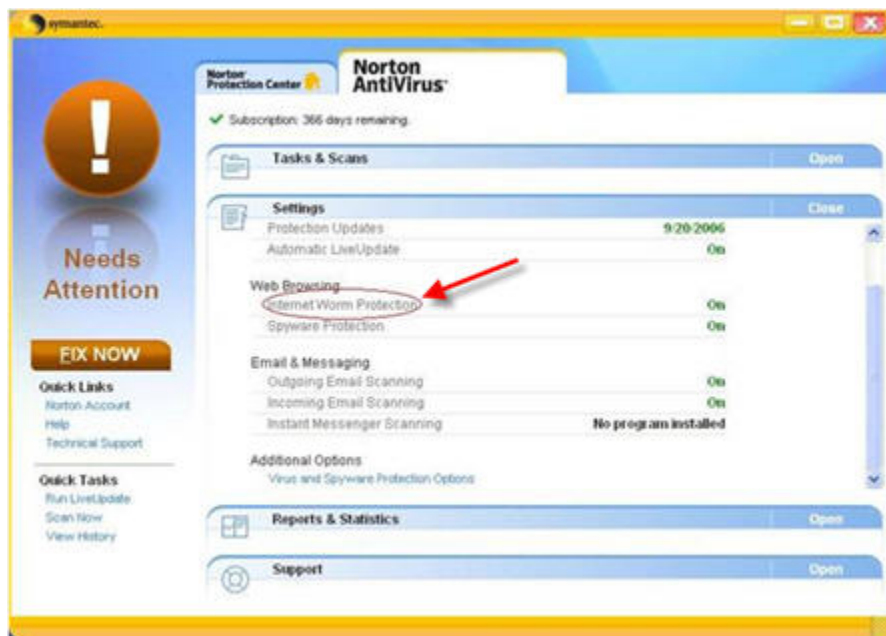 symantec.
Norton
Protection Center
Norton
AntiVirus
Subscription: 366 days remaining.
Tasks & Scans Open
Settings Close
Protection Updates 9/20/2006
Automatic LiveUpdate On
Web Browsing
Internet Worm Protection On
Spyware Protection On
Email & Messaging
Outgoing Email Scanning On
Incoming Email Scanning On
Instant Messenger Scanning No program installed
Additional Options
Virus and Spyware Protection Options
Reports & Statistics Open
Support Open
!
Needs
Attention
FIX NOW
Quick Links
Norton Account
Help
Technical Support
Quick Tasks
Run LiveUpdate
Scan Now
View History